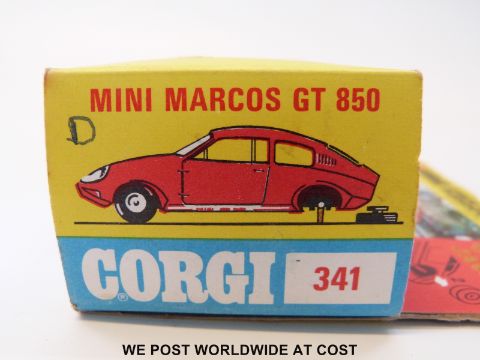 MINI MARCOS GT 850
D
CORGI® 341
WE POST WORLDWIDE AT COST